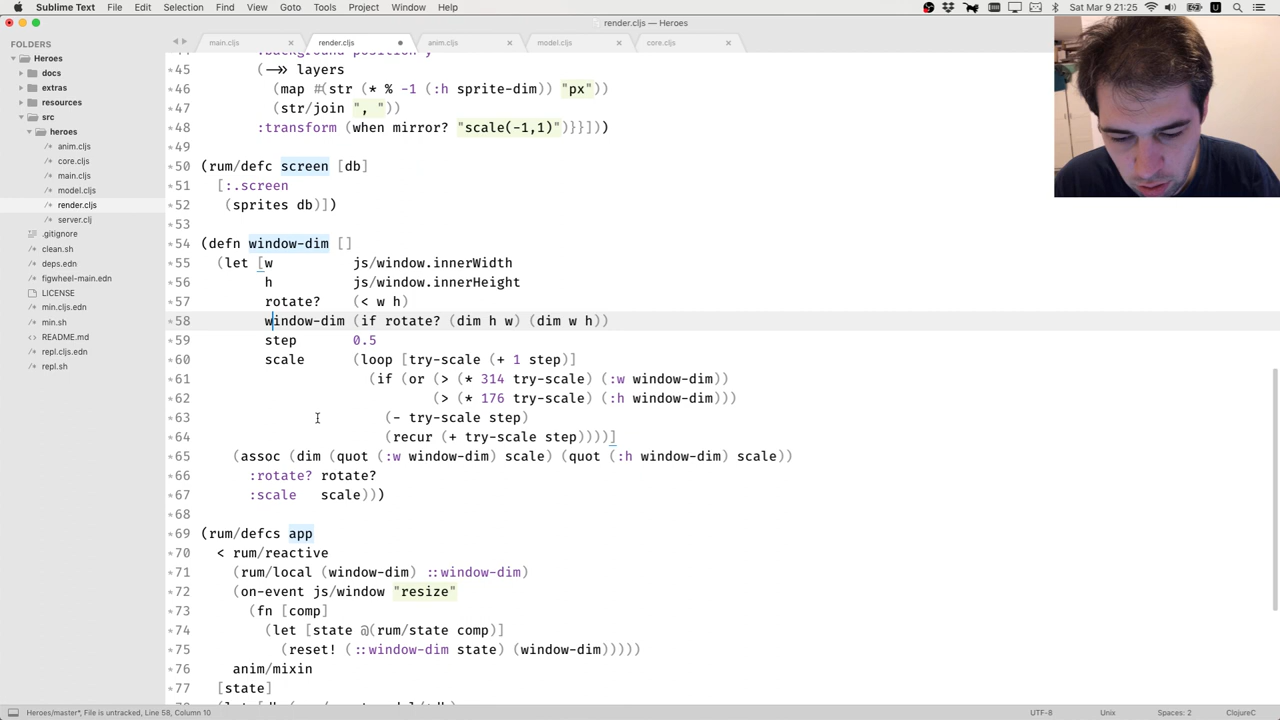 Sublime Text File Edit Selection Find View Goto Tools Project Window Help
Sat Mar 9 21:25
render.cljs — Heroes
main.cljs × render.cljs anim.cljs × model.cljs × core.cljs ×
FOLDERS
Heroes
docs
extras
resources
src
heroes
anim.cljs
core.cljs
main.cljs
model.cljs
render.cljs
server.clj
.gitignore
clean.sh
deps.edn
figwheel-main.edn
LICENSE
min.cljs.edn
min.sh
README.md
repl.cljs.edn
repl.sh
45 (->> layers
46 (map #(str (* % -1 (:h sprite-dim)) "px"))
47 (str/join ", "))
48 :transform (when mirror? "scale(-1,1)")}}]))
49
50 (rum/defc screen [db]
51 [:.screen
52 (sprites db)])
53
54 (defn window-dim []
55 (let [w js/window.innerWidth
56 h js/window.innerHeight
57 rotate? (< w h)
58 window-dim (if rotate? (dim h w) (dim w h))
59 step 0.5
60 scale (loop [try-scale (+ 1 step)]
61 (if (or (> (* 314 try-scale) (:w window-dim))
62 (> (* 176 try-scale) (:h window-dim)))
63 (- try-scale step)
64 (recur (+ try-scale step))))]
65 (assoc (dim (quot (:w window-dim) scale) (quot (:h window-dim) scale))
66 :rotate? rotate?
67 :scale scale)))
68
69 (rum/defcs app
70 < rum/reactive
71 (rum/local (window-dim) ::window-dim)
72 (on-event js/window "resize"
73 (fn [comp]
74 (let [state @(rum/state comp)]
75 (reset! (::window-dim state) (window-dim)))))
76 anim/mixin
77 [state]
Heroes/master*, File is untracked, Line 58, Column 10
UTF-8 Unix Spaces: 2 ClojureC